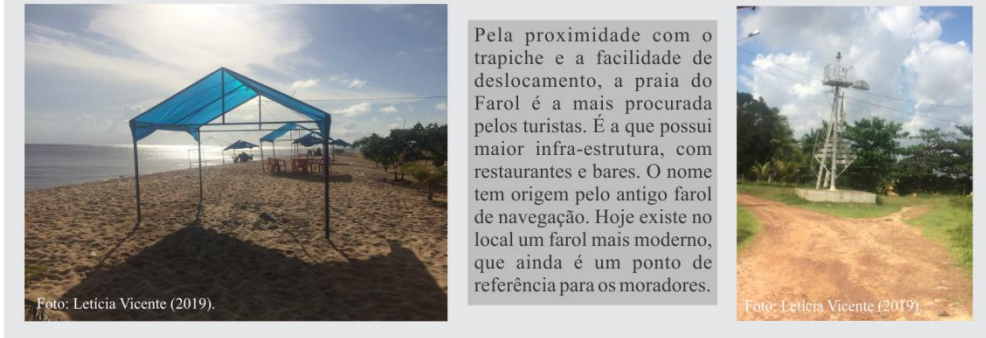 Pela proximidade com o
trapiche e a facilidade de
deslocamento, a praia do
Farol é a mais procurada
pelos turistas. É a que possui
maior infra-estrutura, com
restaurantes e bares. O nome
tem origem pelo antigo farol
de navegação. Hoje existe no
local um farol mais moderno,
que ainda é um ponto de
referência para os moradores.
Foto: Letícia Vicente (2019).
Foto: Letícia Vicente (2019).